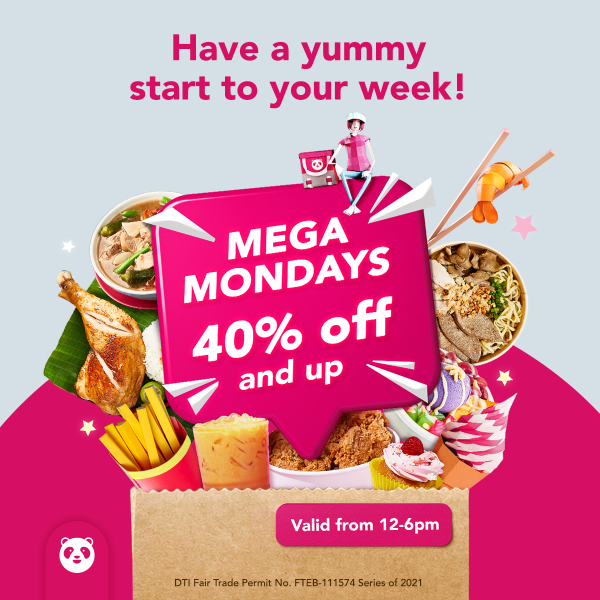 Have a yummy
start to your week!
MEGA
MONDAYS
40% off
and up
Valid from 12-6pm
DTI Fair Trade Permit No. FTEB-111574 Series of 2021